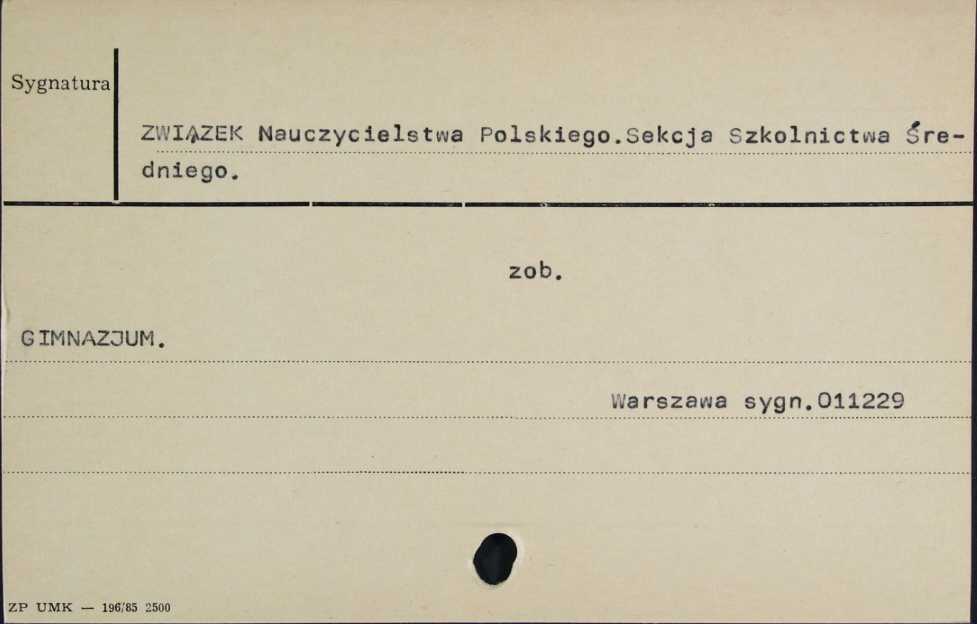 Sygnatura
ZWIĄZEK Nauczycielstwa Polskiego.Sekcja Szkolnictwa Śre-
dniego.
zob.
GIMNAZJUM.
Warszawa sygn.011229
ZP UMK — 196/85 2500